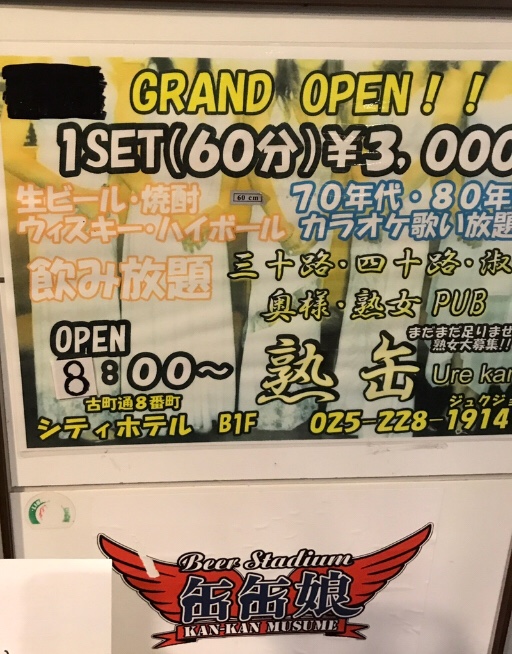 GRAND OPEN!!
1SET(60分)¥3,000
生ビール・焼酎
ウィスキー・ハイボール
飲み放題
60 cm
70年代・80年
カラオケ歌い放題
三十路・四十路・淑
奥様・熟女 PUB
まだまだ足りませ
熟女大募集!!
OPEN
8:00〜
熟 缶 Ure kan
古町通8番町
シティホテル B1F
ジュクジョ
025-228-1914
Beer Stadium
缶缶娘
KAN-KAN MUSUME